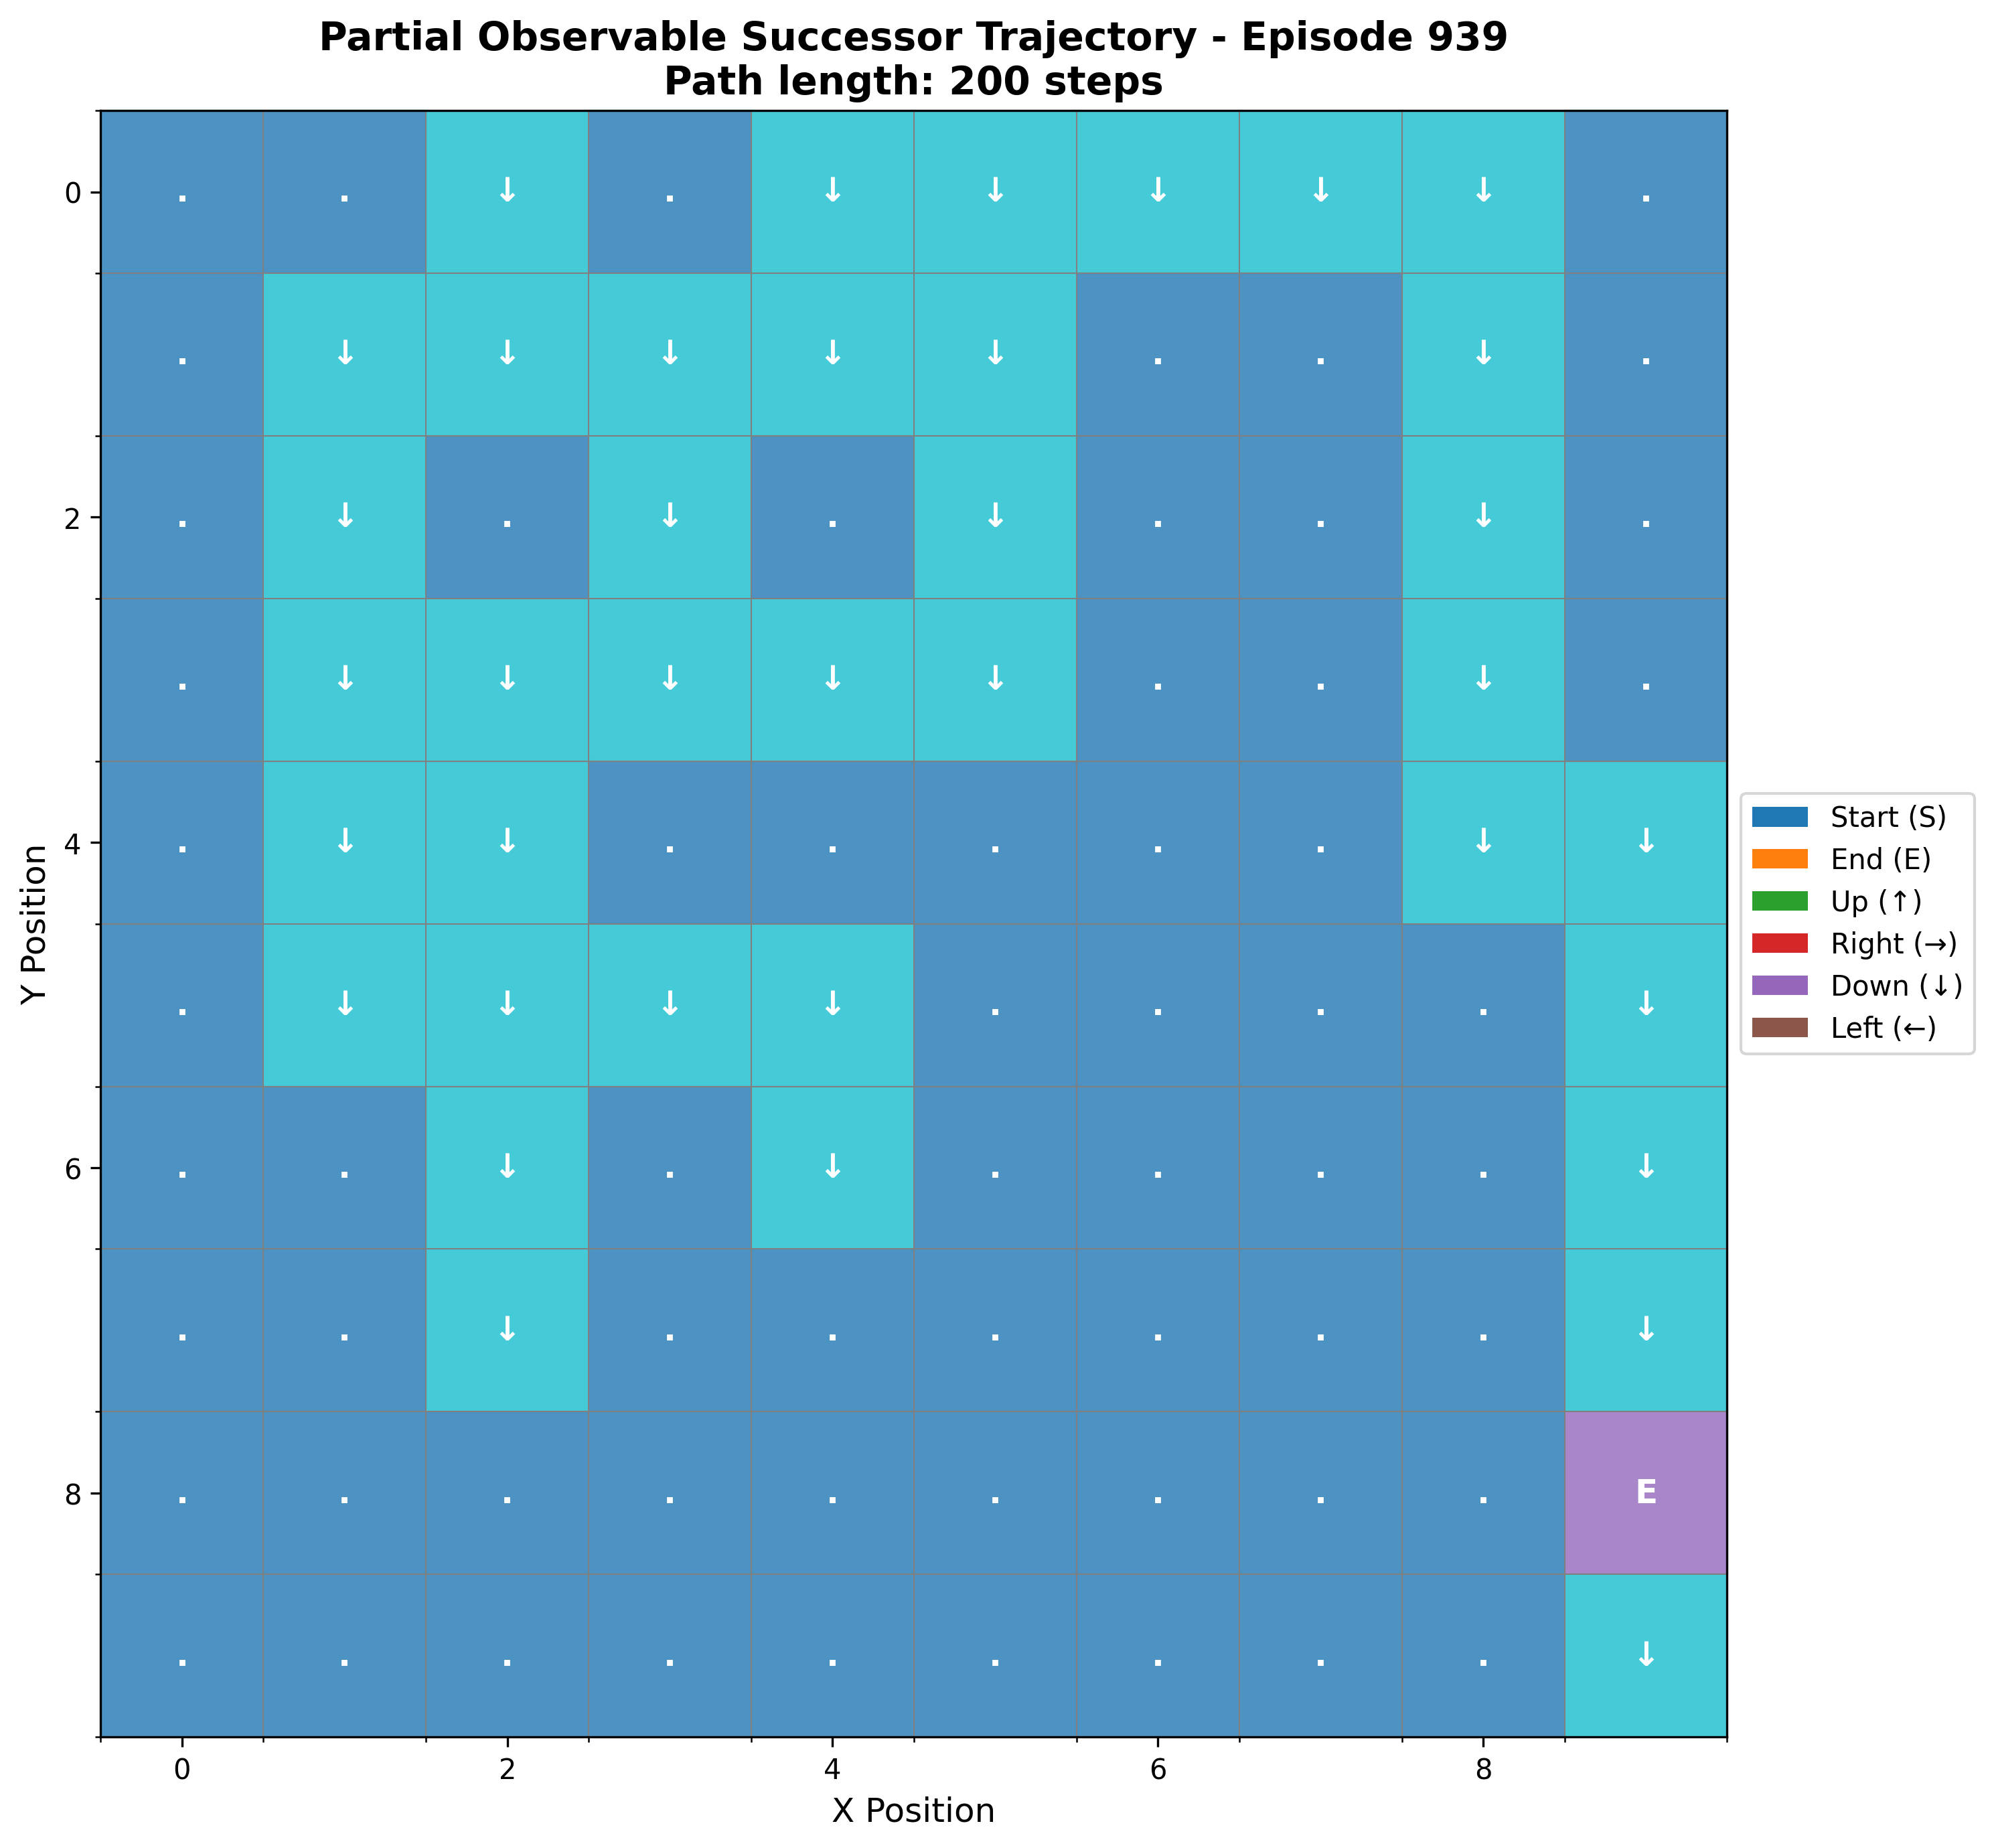 Partial Observable Successor Trajectory - Episode 939
Path length: 200 steps
0 . . ↓ . ↓ ↓ ↓ ↓ ↓ .
. ↓ ↓ ↓ ↓ ↓ . . ↓ .
2 . ↓ . ↓ . ↓ . . ↓ .
. ↓ ↓ ↓ ↓ ↓ . . ↓ .
4 . ↓ ↓ . . . . . ↓ ↓
. ↓ ↓ ↓ ↓ . . . . ↓
6 . . ↓ . ↓ . . . . ↓
. . ↓ . . . . . . ↓
8 . . . . . . . . . E
. . . . . . . . . ↓
0 2 4 6 8
X Position
Y Position
Start (S)
End (E)
Up (↑)
Right (→)
Down (↓)
Left (←)